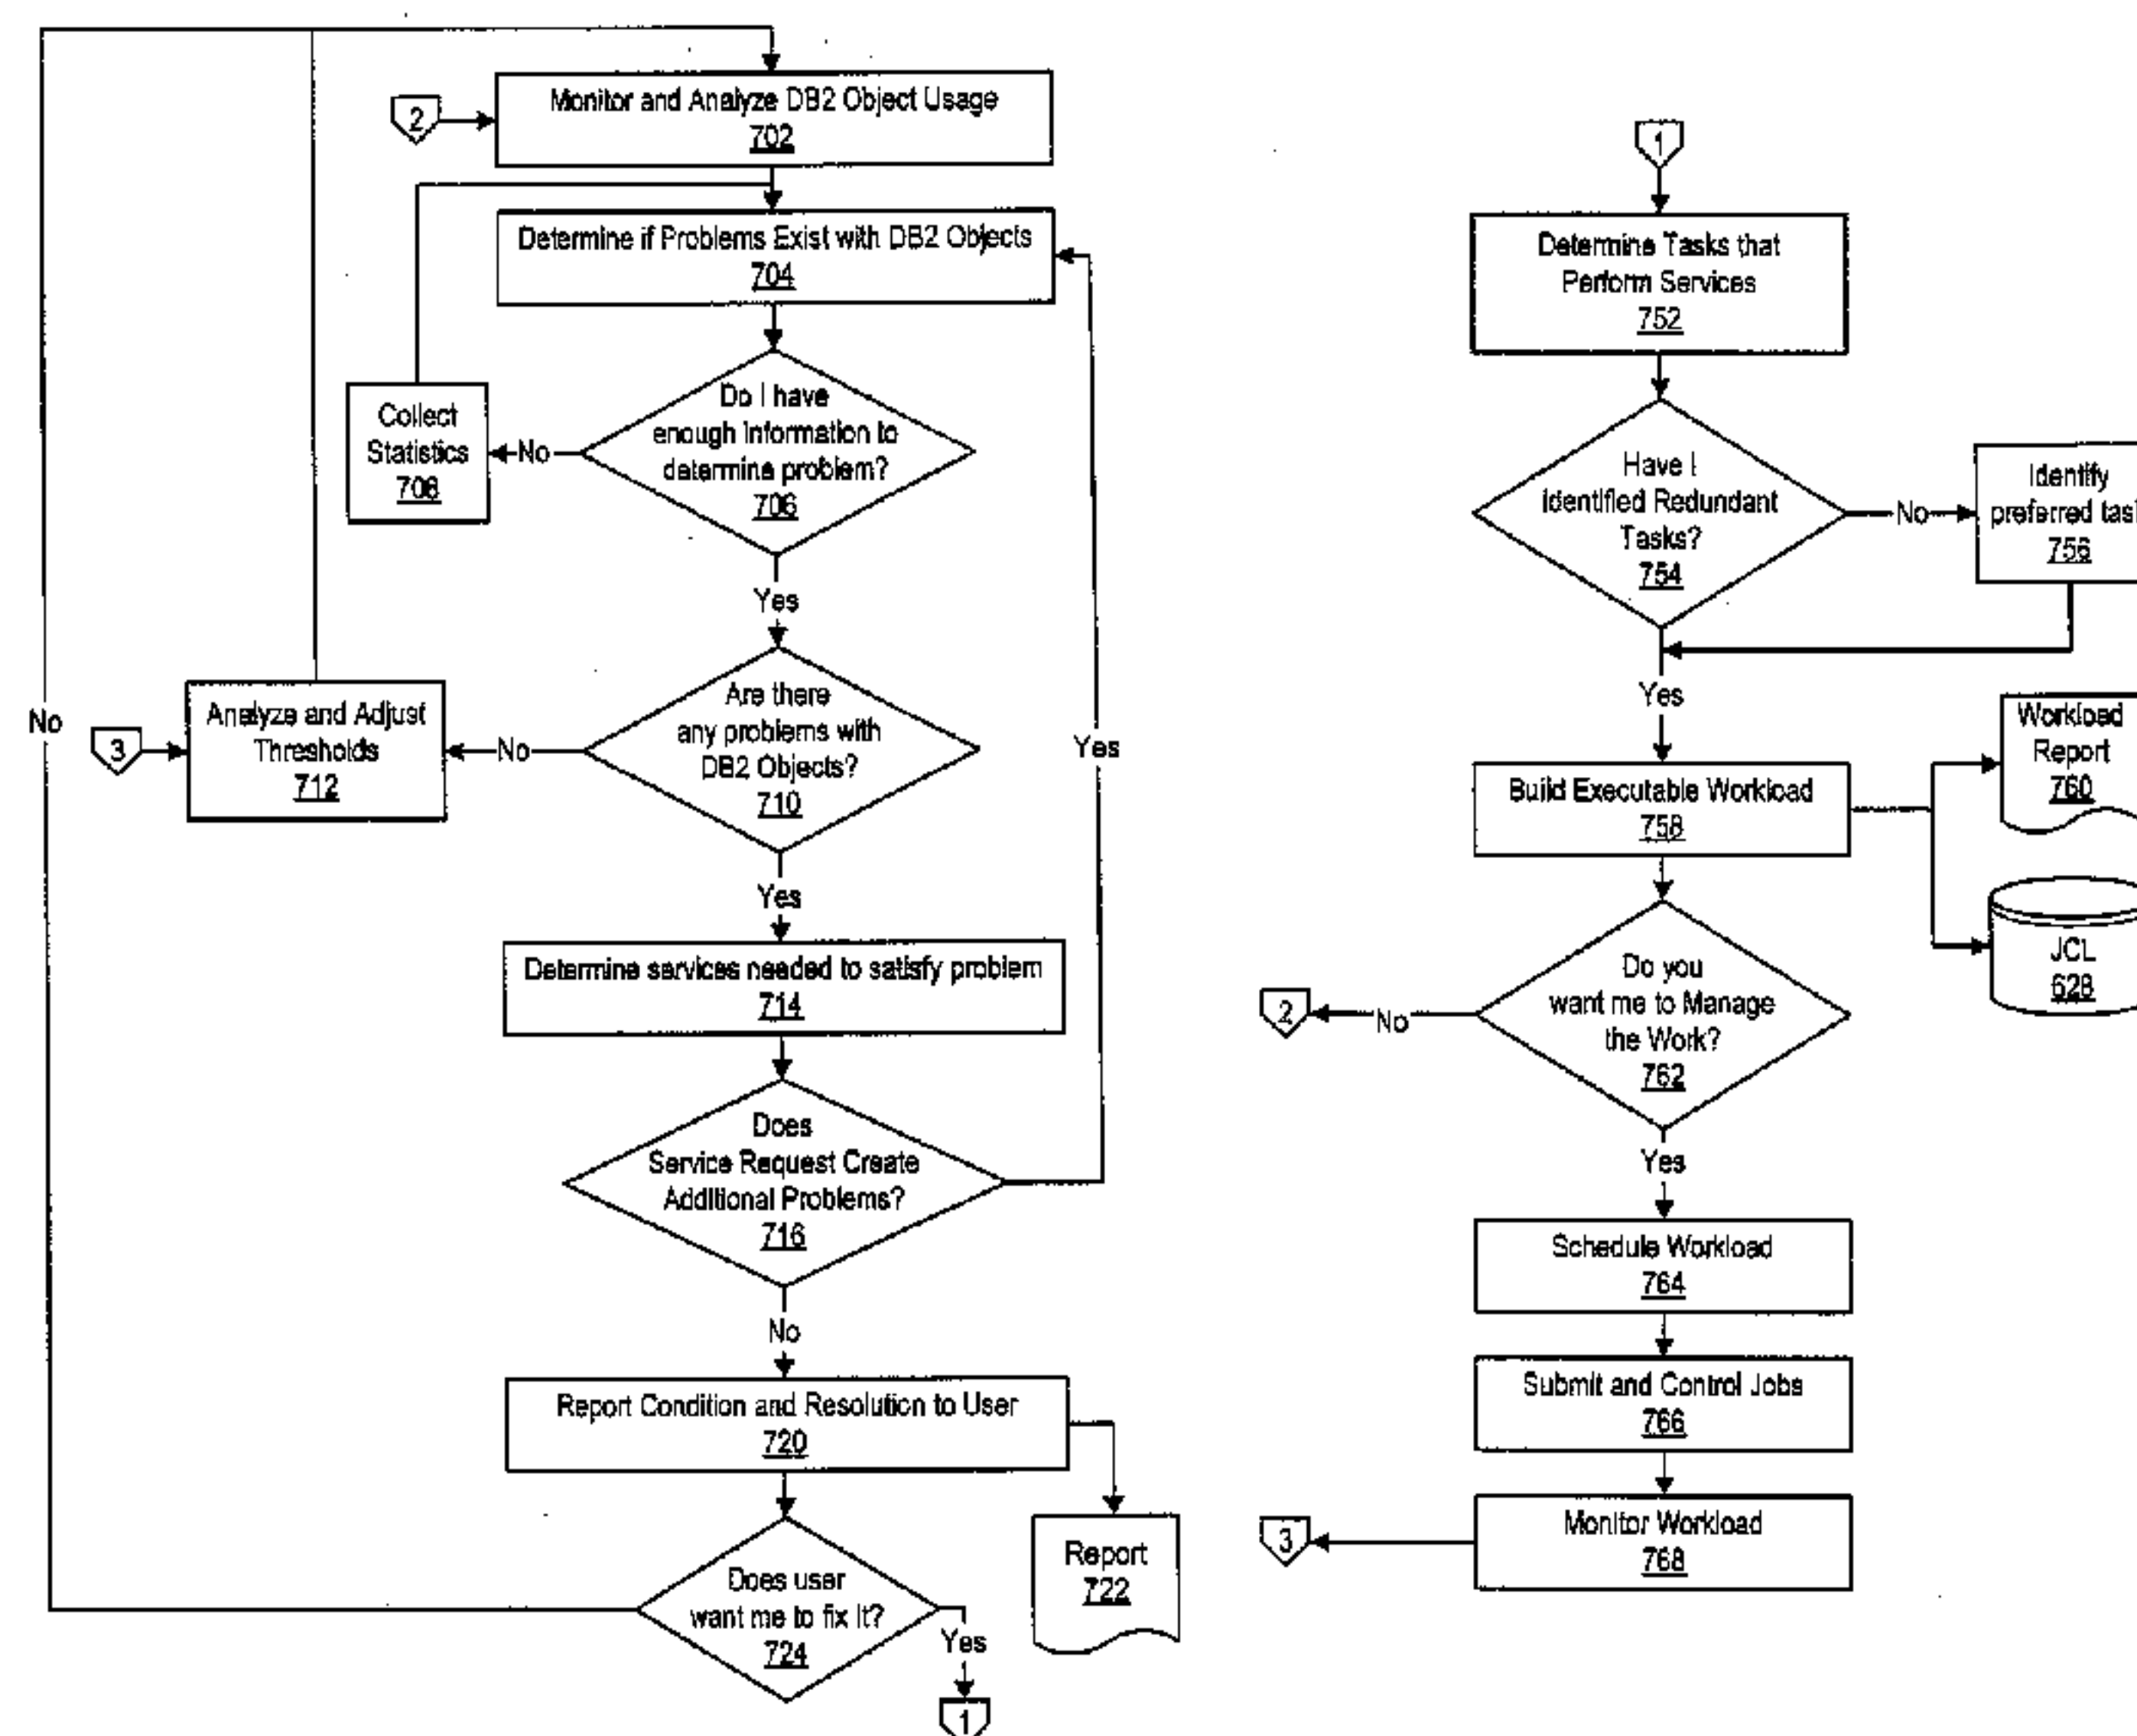 2
Monitor and Analyze DB2 Object Usage
702
Determine if Problems Exist with DB2 Objects
704
Do I have
enough information to
determine problem?
706
No
Collect
Statistics
708
Yes
Are there
any problems with
DB2 Objects?
710
No
Analyze and Adjust
Thresholds
712
3
No
Yes
Yes
Determine services needed to satisfy problem
714
Does
Service Request Create
Additional Problems?
716
No
Report Condition and Resolution to User
720
Report
722
Does user
want me to fix it?
724
Yes
1
1
Determine Tasks that
Perform Services
752
Have I
identified Redundant
Tasks?
754
No
Identify
preferred
756
Yes
Build Executable Workload
758
Workload
Report
760
JCL
628
Do you
want me to Manage
the Work?
762
No
2
Yes
Schedule Workload
764
Submit and Control Jobs
766
Monitor Workload
768
3